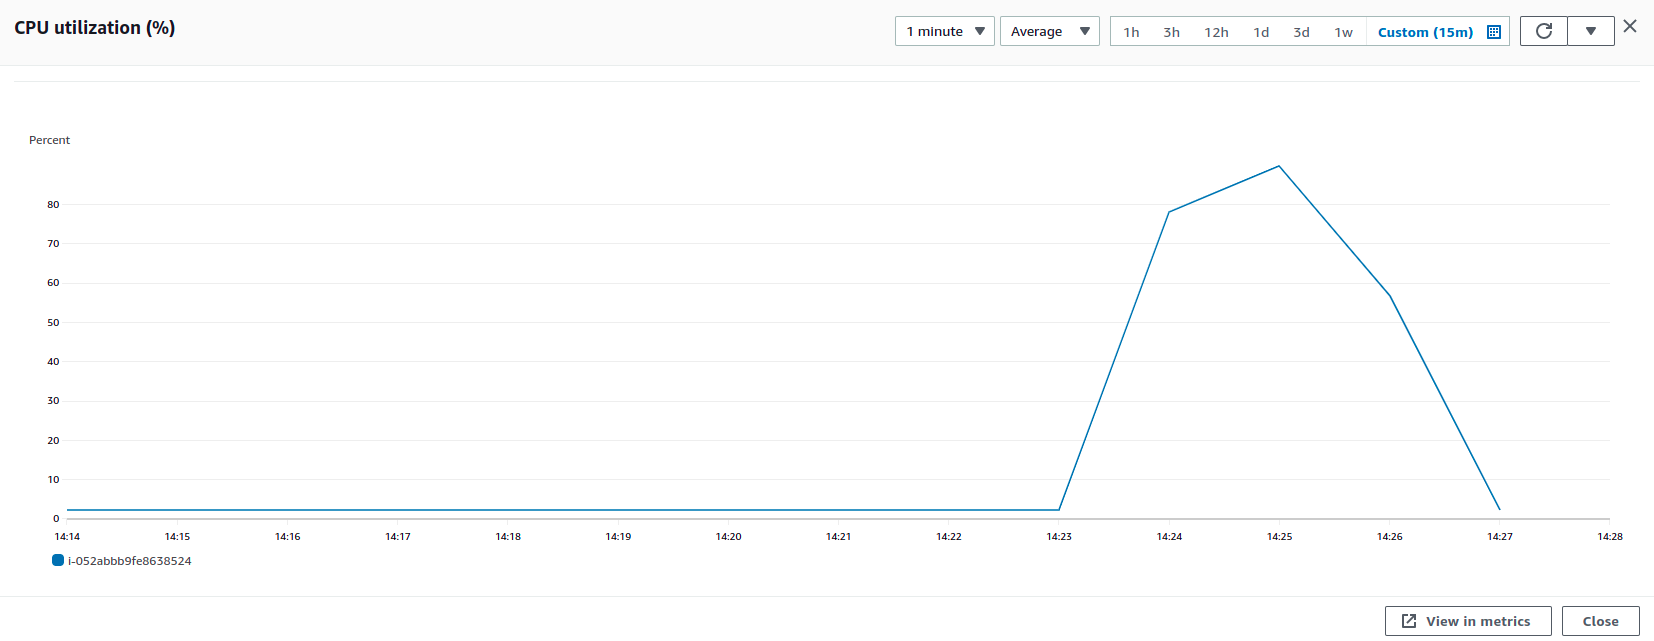 CPU utilization (%)
1 minute Average 1h 3h 12h 1d 3d 1w Custom (15m)
Percent
80
70
60
50
40
30
20
10
0
14:14 14:15 14:16 14:17 14:18 14:19 14:20 14:21 14:22 14:23 14:24 14:25 14:26 14:27 14:28
i-052abbb9fe8638524
View in metrics Close